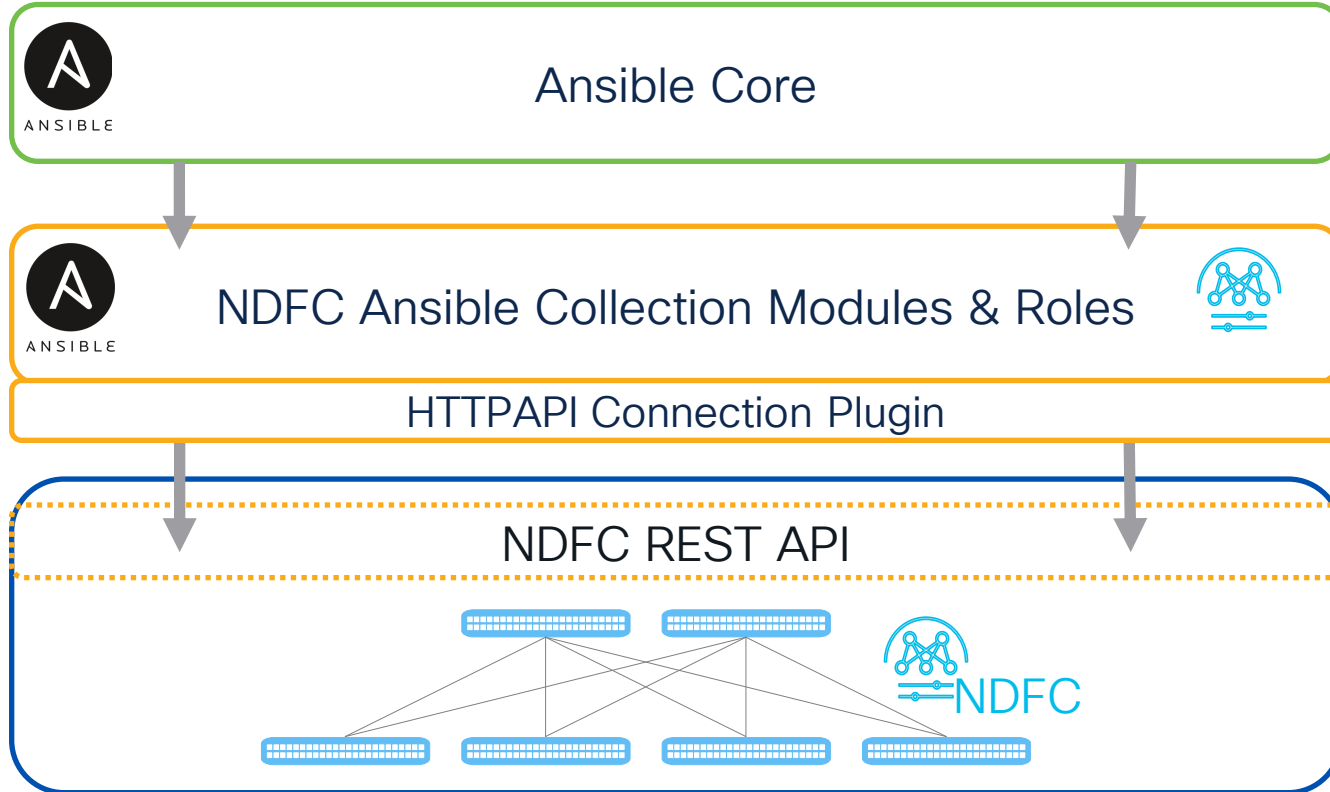 Ansible Core
ANSIBLE
NDFC Ansible Collection Modules & Roles
ANSIBLE
HTTPAPI Connection Plugin
NDFC REST API
NDFC